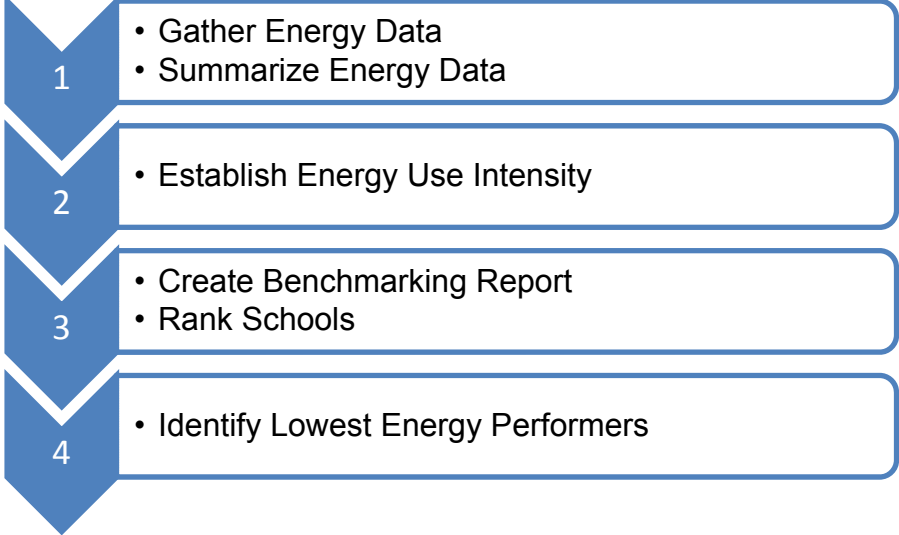 1
• Gather Energy Data
• Summarize Energy Data
2
• Establish Energy Use Intensity
3
• Create Benchmarking Report
• Rank Schools
4
• Identify Lowest Energy Performers